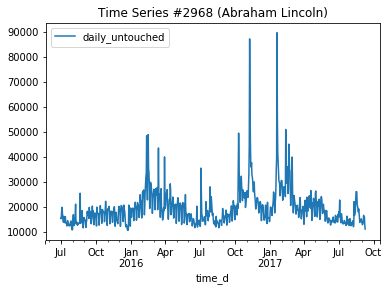 Time Series #2968 (Abraham Lincoln)
daily_untouched
90000
80000
70000
60000
50000
40000
30000
20000
10000
Jul Oct Jan Apr Jul Oct Jan Apr Jul Oct
2016 2017
time_d